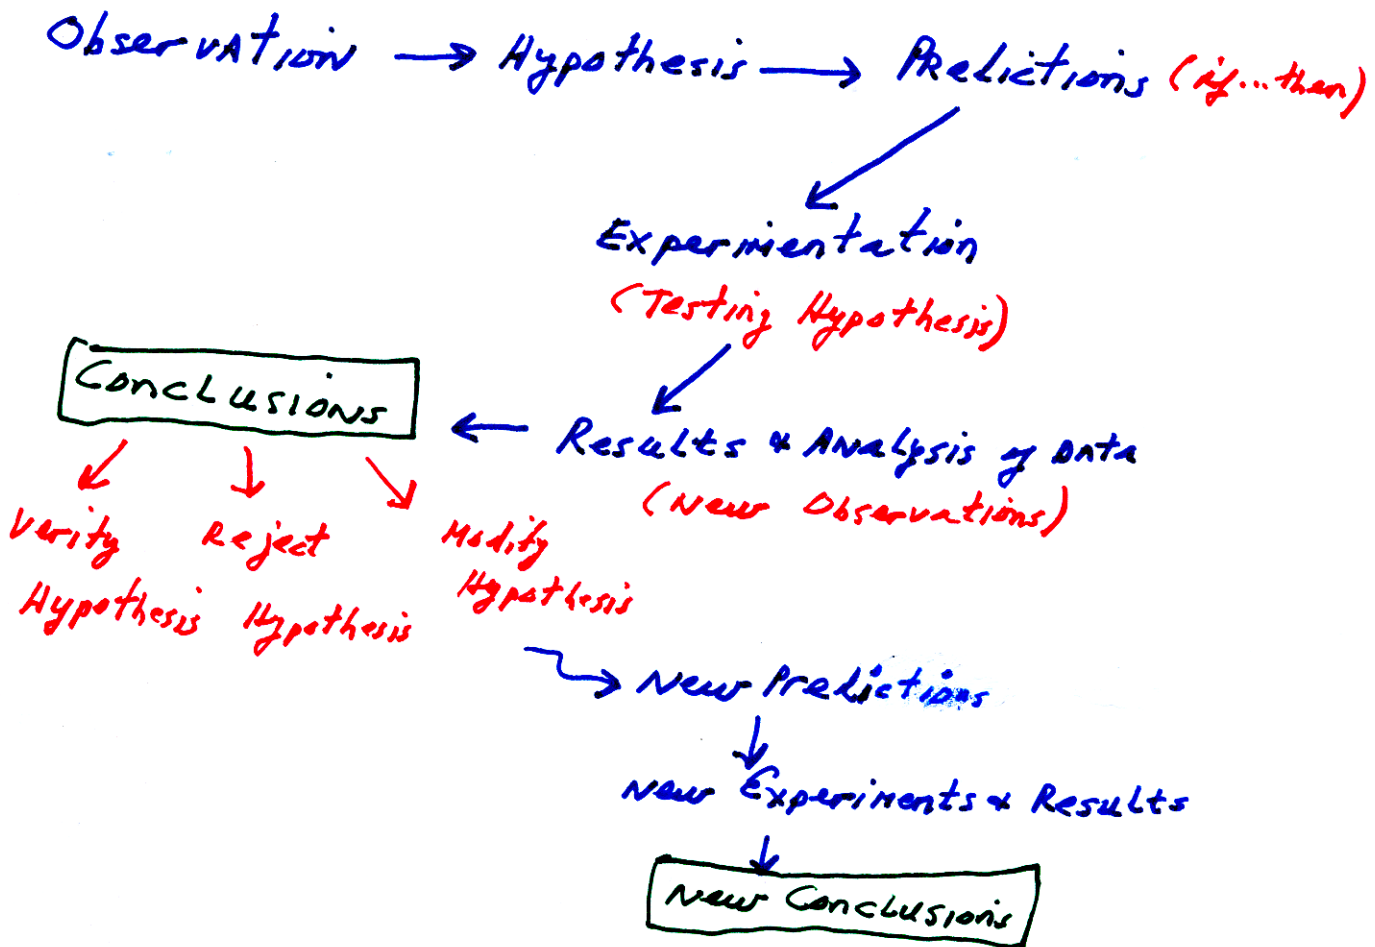 Observation → Hypothesis → Predictions (if...then)
Experimentation
(Testing Hypothesis)
Conclusions ← Results & Analysis of Data
(New Observations)
Verify Reject Modify
Hypothesis Hypothesis Hypothesis
New Predictions
New Experiments & Results
New Conclusions